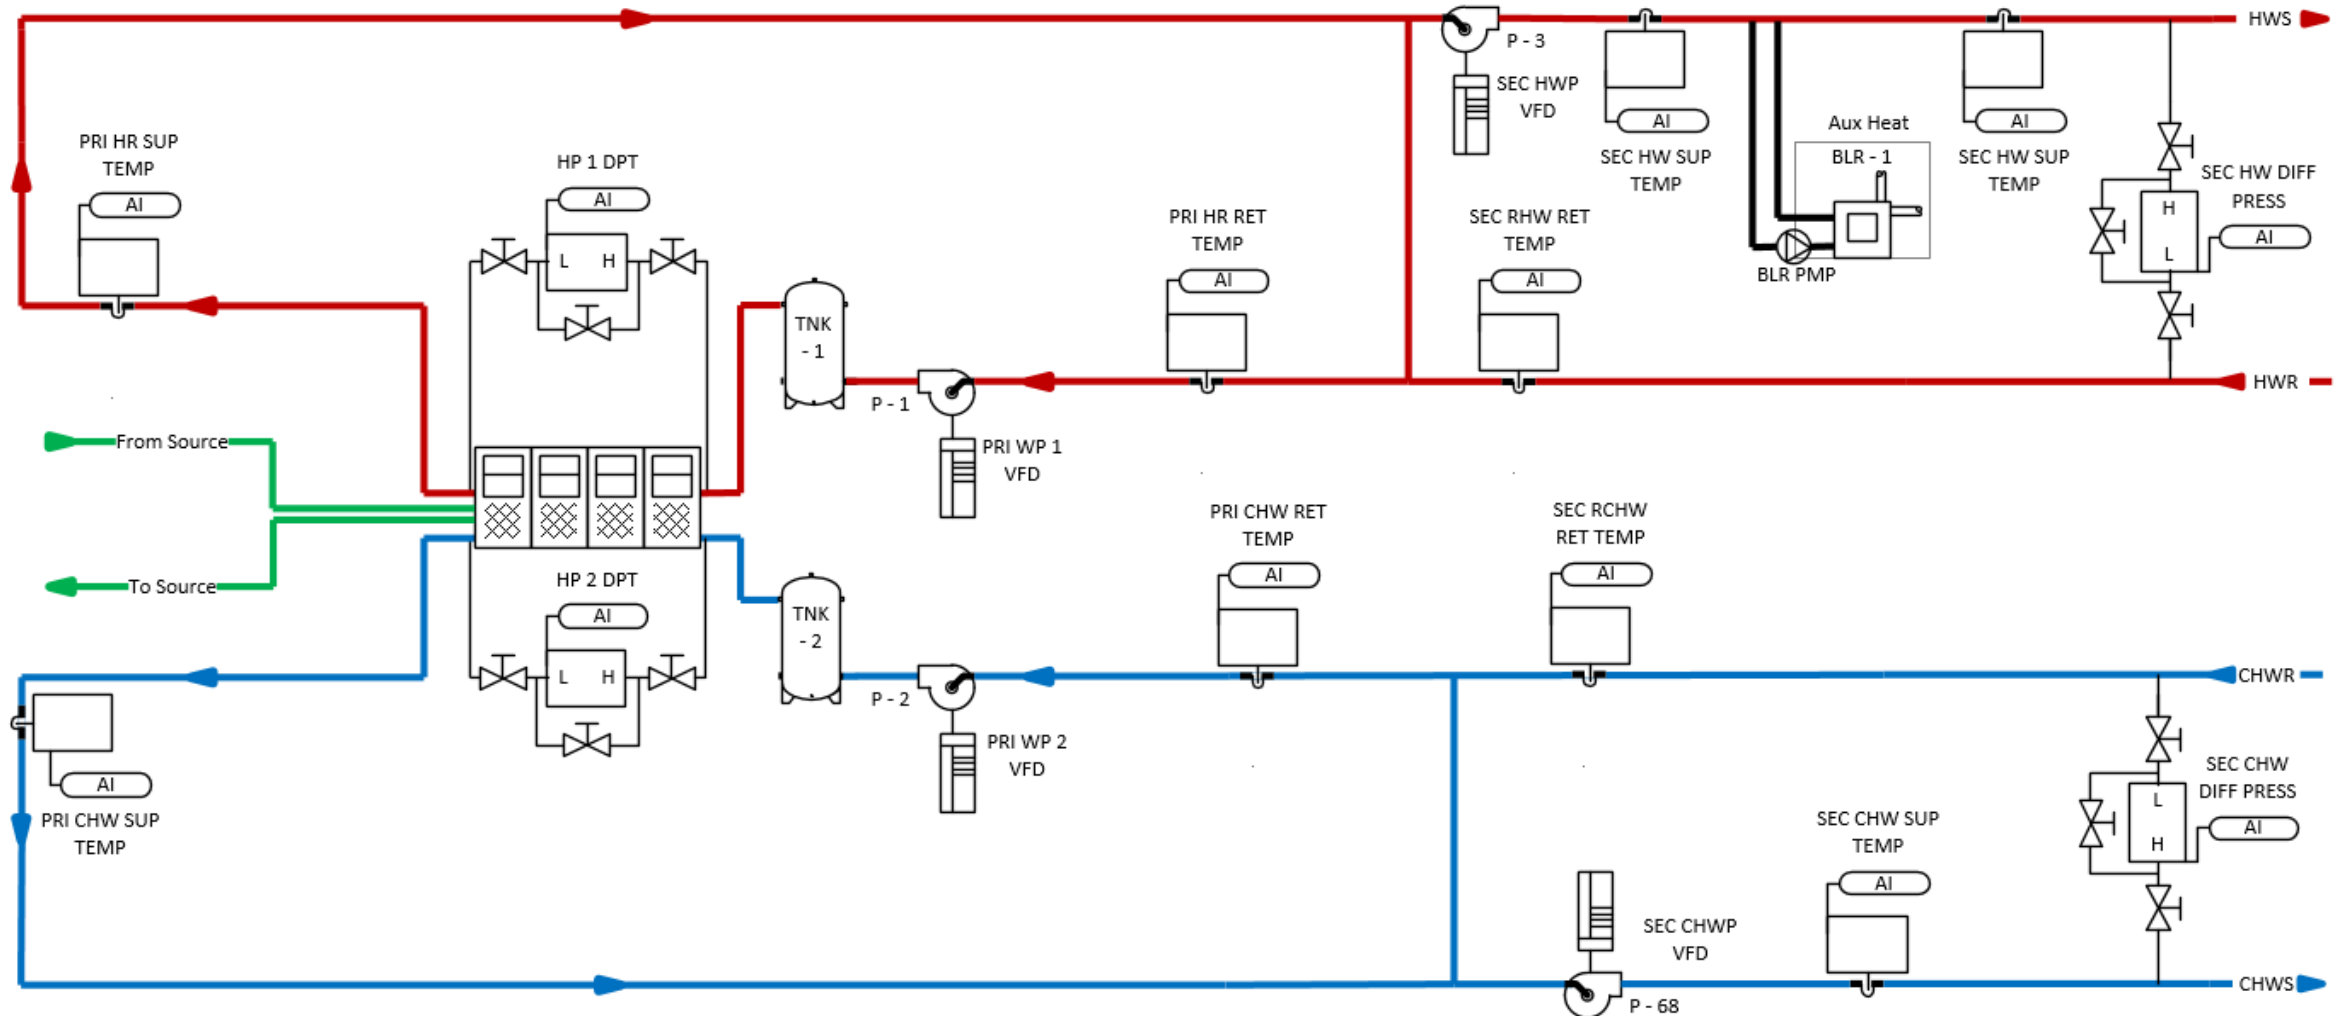 HWS
P - 3
SEC HWP
VFD
AI
SEC HW SUP
TEMP
Aux Heat
BLR - 1
BLR PMP
AI
SEC HW SUP
TEMP
SEC HW DIFF
PRESS
H
L
AI
PRI HR SUP
TEMP
AI
HP 1 DPT
AI
L H
TNK
- 1
P - 1
PRI WP 1
VFD
PRI HR RET
TEMP
AI
SEC RHW RET
TEMP
AI
HWR
From Source
To Source
HP 2 DPT
AI
L H
TNK
- 2
P - 2
PRI WP 2
VFD
PRI CHW RET
TEMP
AI
SEC RCHW
RET TEMP
AI
CHWR
AI
PRI CHW SUP
TEMP
SEC CHW
DIFF PRESS
L
H
AI
SEC CHW SUP
TEMP
AI
SEC CHWP
VFD
P - 68
CHWS